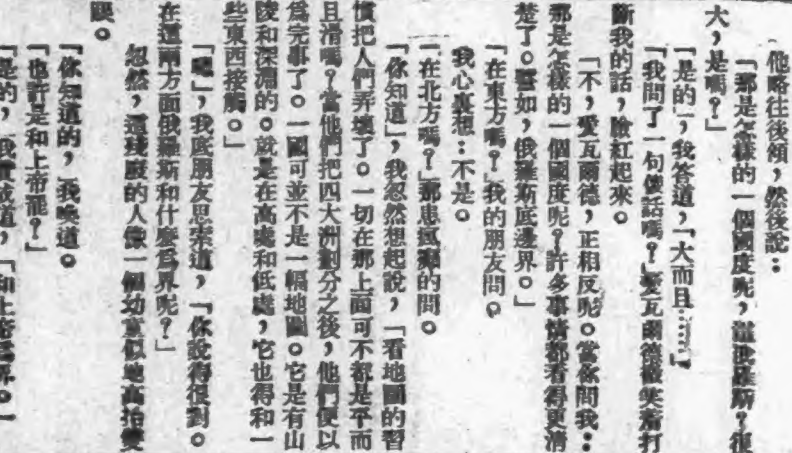 他略往後傾，然後說：
「那是怎樣的一個國度呢，這俄羅斯？很
大，是嗎？」
「是的」，我答道，「大而且……」
「我問了一句傻話嗎？」愛瓦爾德微笑着打
斷我的話，臉紅起來。
「不，愛瓦爾德，正相反呢。當你問我：
那是怎樣的一個國度呢？許多事情都看得更清
楚了。譬如，俄羅斯底邊界。」
「在東方嗎？」我的朋友問。
我心裏想：不是。
「在北方嗎？」那患瘋癱的問。
「你知道」，我忽然想起說，「看地圖的習
慣把人們弄壞了。一切在那上面可不都是平而
且滑嗎？當他們把四大洲劃分之後，他們便以
爲完事了。一國可並不是一幅地圖。它是有山
陵和深淵的。就是在高處和低處，它也得和一
些東西接觸。」
「嗯」，我底朋友思索道，「你說得很對。
在這兩方面俄羅斯和什麼爲界呢？」
忽然，這殘廢的人像一個幼童似地高抬雙
眼。
「你知道的，我喚道。
「也許是和上帝罷？」
「是的，」我 道，「和上帝爲界。一